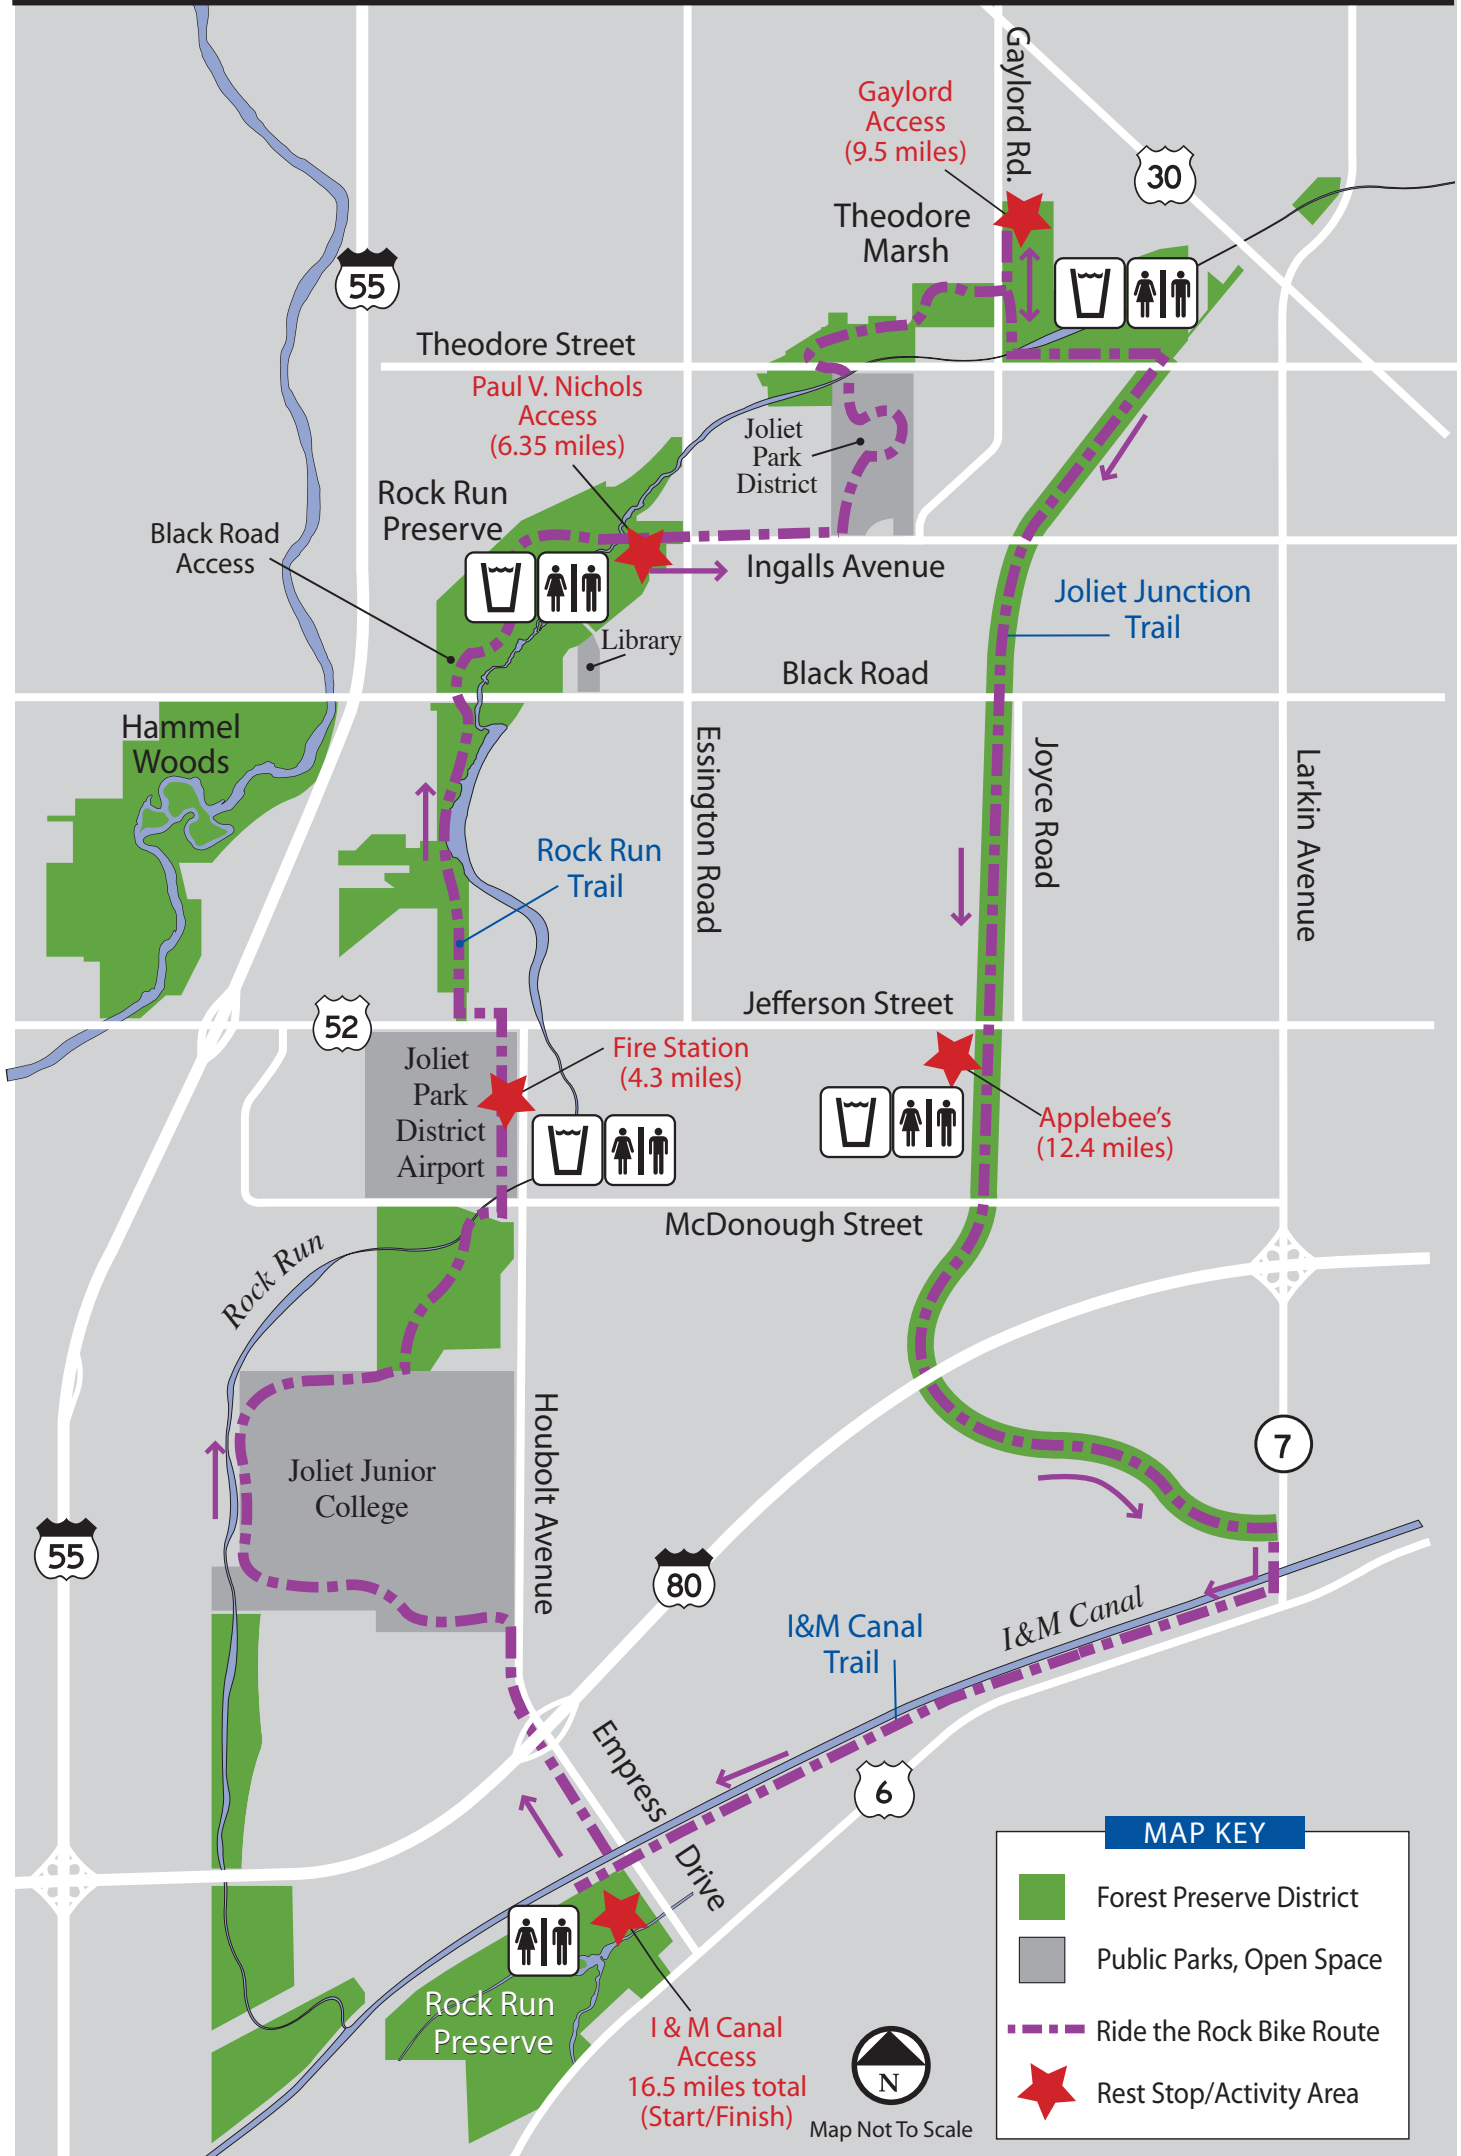 Gaylord Rd.
Gaylord
Access
(9.5 miles)
30
Theodore
Marsh
55
Theodore Street
Paul V. Nichols
Access
(6.35 miles)
Joliet
Park
District
Rock Run
Preserve
Black Road
Access
Ingalls Avenue
Joliet Junction
Trail
Library
Black Road
Hammel
Woods
Essington Road
Joyce Road
Larkin Avenue
Rock Run
Trail
Jefferson Street
52
Joliet
Park
District
Airport
Fire Station
(4.3 miles)
Applebee's
(12.4 miles)
McDonough Street
Rock Run
Houbolt Avenue
Joliet Junior
College
7
55
80
I&M Canal
I&M Canal
Trail
Empress
Drive
6
Rock Run
Preserve
I & M Canal
Access
16.5 miles total
(Start/Finish)
N
Map Not To Scale
MAP KEY
Forest Preserve District
Public Parks, Open Space
Ride the Rock Bike Route
Rest Stop/Activity Area